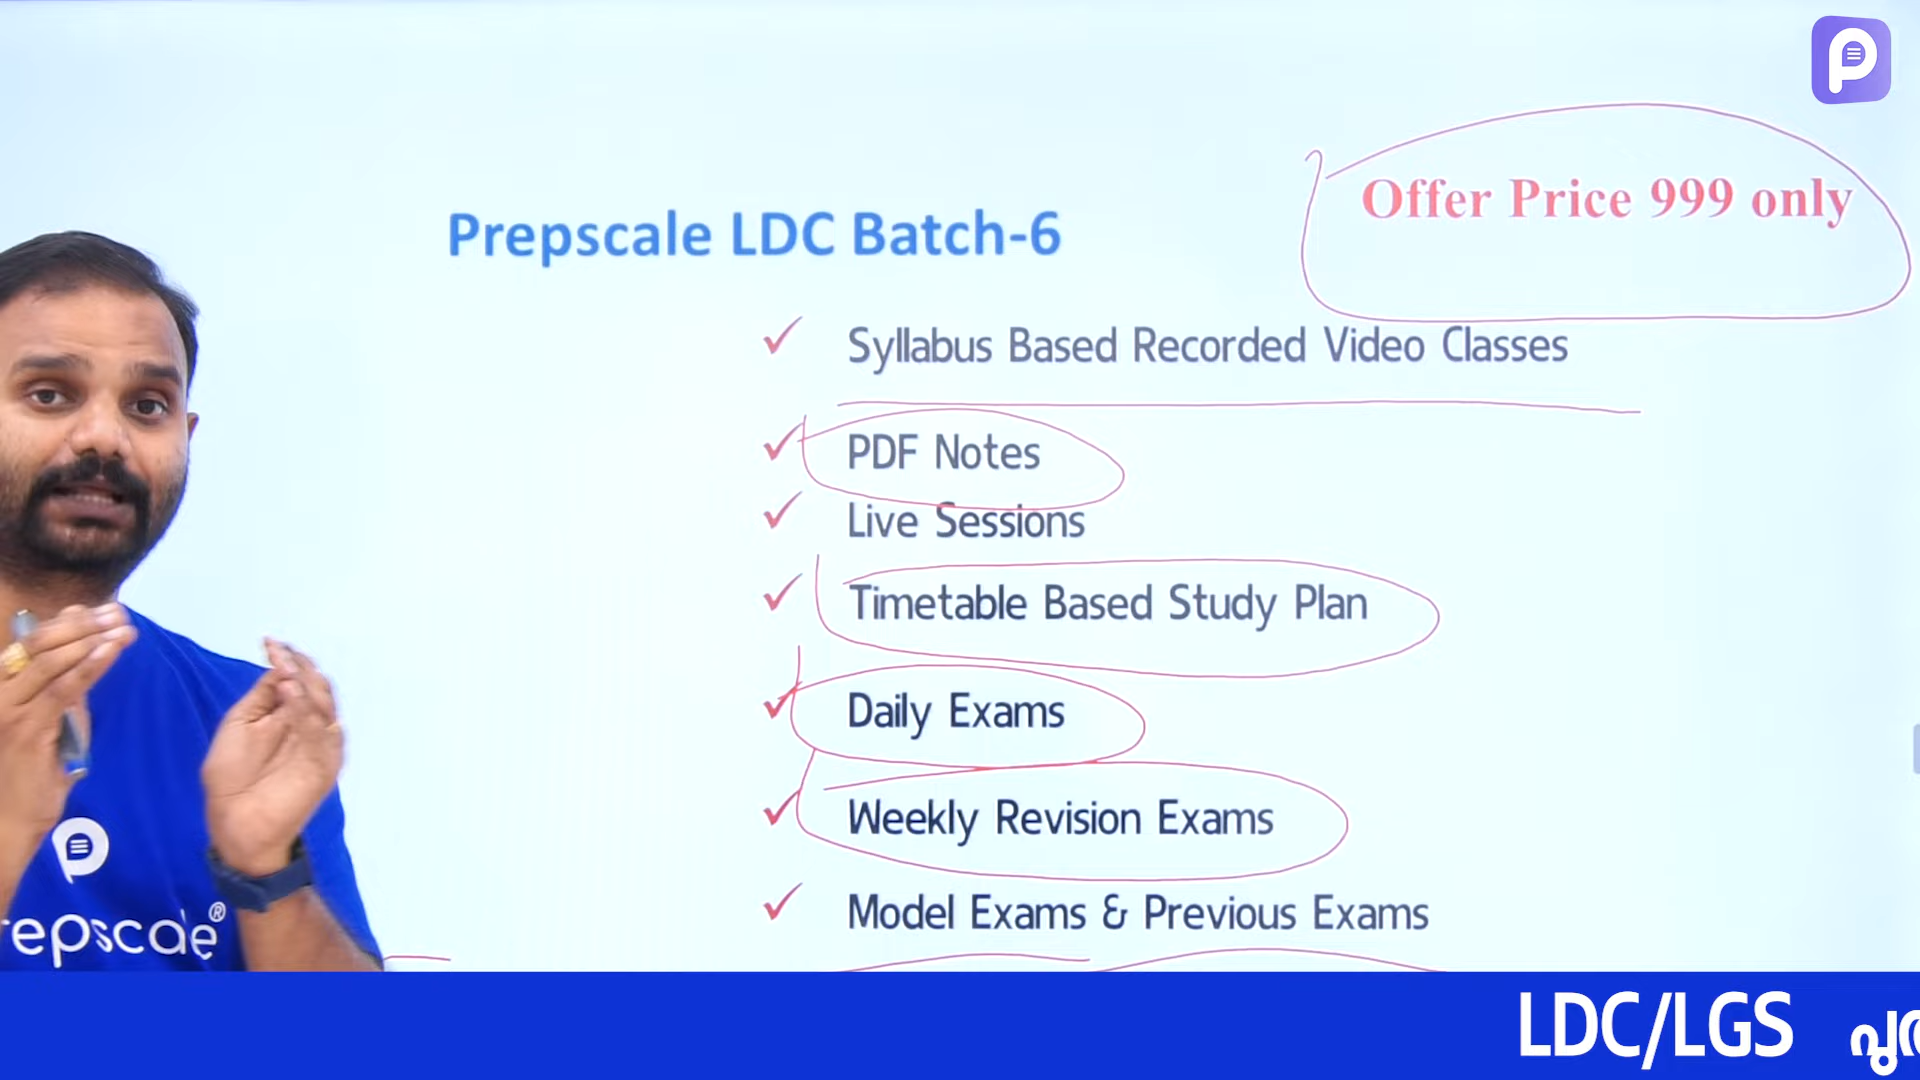 Offer Price 999 only
Prepscale LDC Batch-6
Syllabus Based Recorded Video Classes
PDF Notes
Live Sessions
Timetable Based Study Plan
Daily Exams
Weekly Revision Exams
Model Exams & Previous Exams
epscale®
LDC/LGS